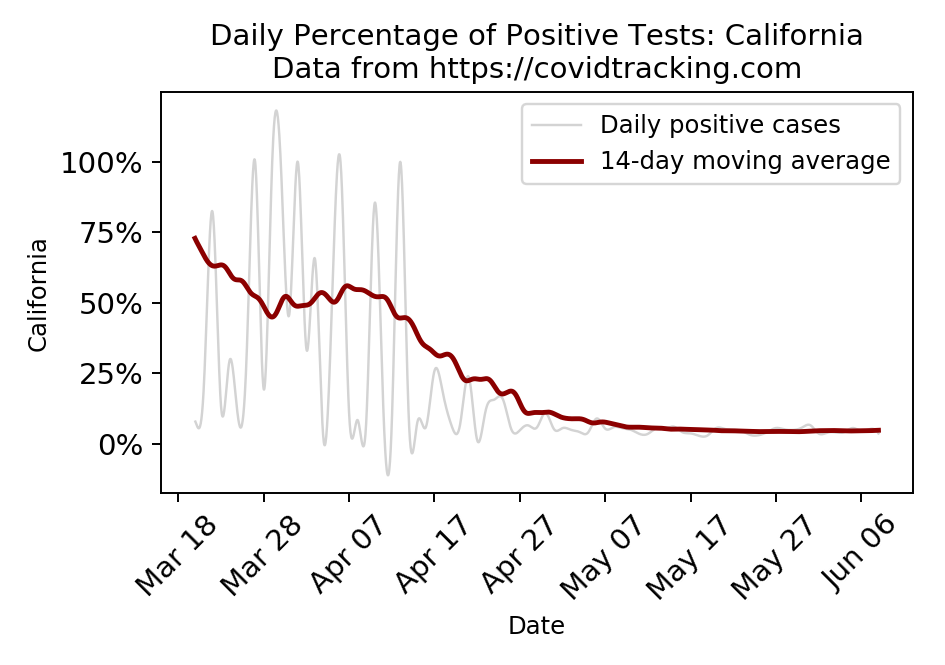 Daily Percentage of Positive Tests: California
Data from https://covidtracking.com
Daily positive cases
14-day moving average
100%
75%
50%
25%
0%
California
Mar 18
Mar 28
Apr 07
Apr 17
Apr 27
May 07
May 17
May 27
Jun 06
Date